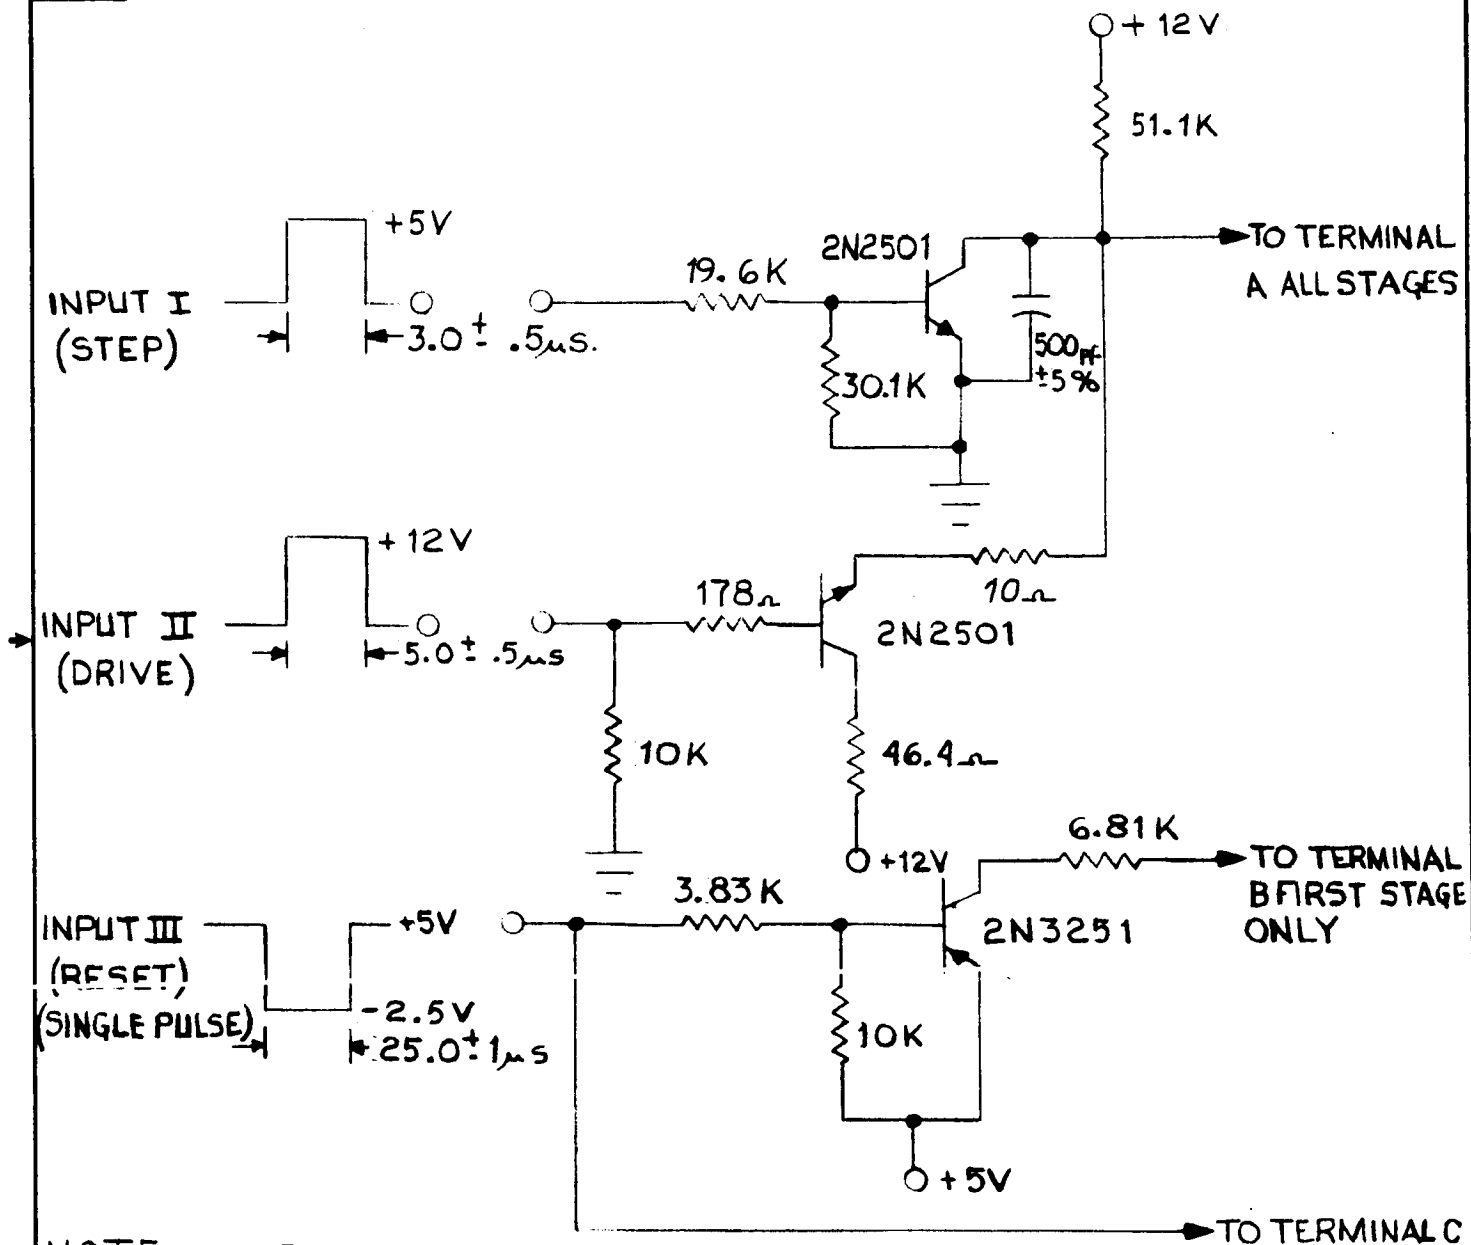 + 12V
51.1K
+5V
2N2501
TO TERMINAL
A ALL STAGES
19.6K
INPUT I
(STEP)
3.0 ± .5μs.
500pf
±5%
30.1K
+ 12V
178Ω
10Ω
2N2501
INPUT II
(DRIVE)
5.0 ± .5μs
10K
46.4Ω
+12V
6.81K
TO TERMINAL
B FIRST STAGE
ONLY
3.83K
INPUT III
(RESET)
(SINGLE PULSE)
+5V
2N3251
-2.5V
25.0 ± 1μs
10K
+5V
TO TERMINAL C